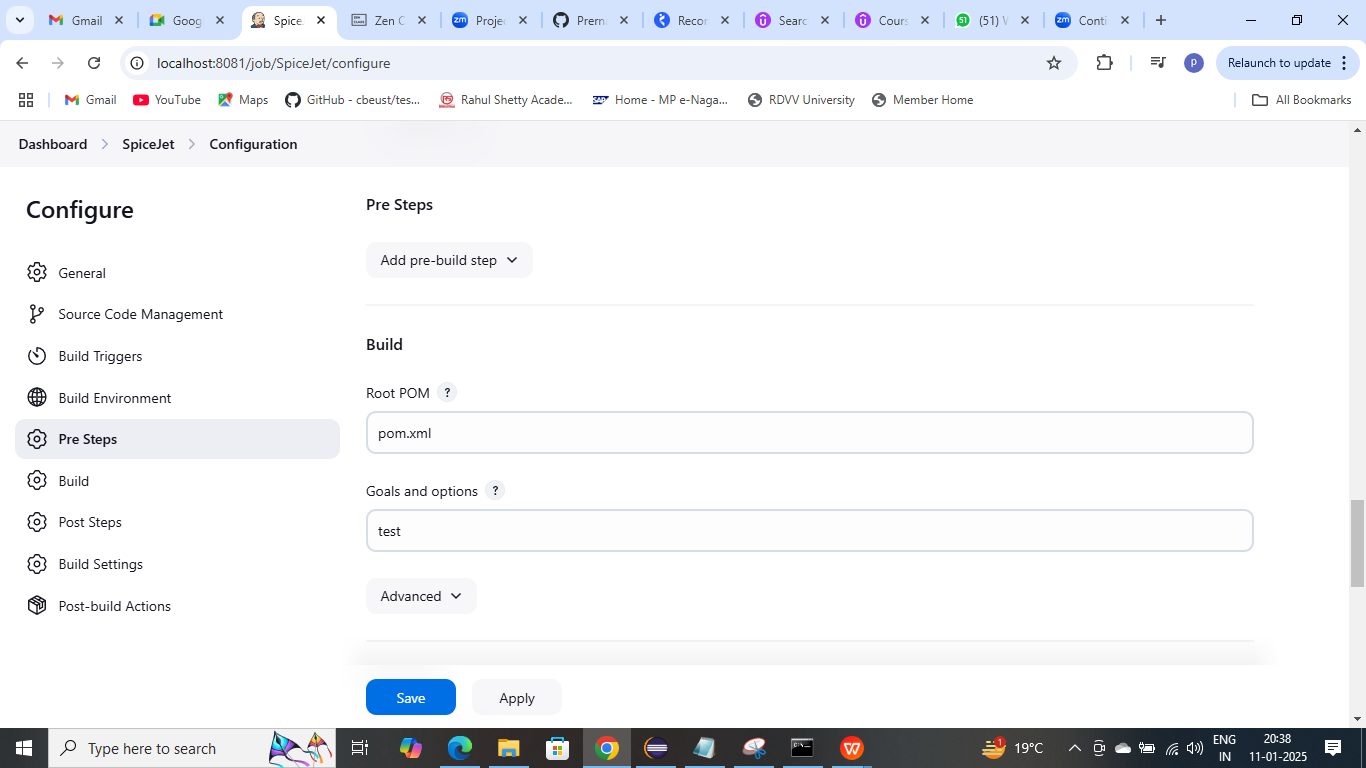 Gmail
Goog
Spice
Zen C
Projec
Prerna
Recor
Searc
Cours
(51) W
Conti
localhost:8081/job/SpiceJet/configure
P
Relaunch to update
Gmail
YouTube
Maps
GitHub - cbeust/tes...
Rahul Shetty Acade...
Home - MP e-Naga...
RDVV University
Member Home
All Bookmarks
Dashboard
SpiceJet
Configuration
Configure
General
Source Code Management
Build Triggers
Build Environment
Pre Steps
Build
Post Steps
Build Settings
Post-build Actions
Pre Steps
Add pre-build step
Build
Root POM ?
pom.xml
Goals and options ?
test
Advanced
Save
Apply
Type here to search
1
19°C
ENG
IN
20:38
11-01-2025